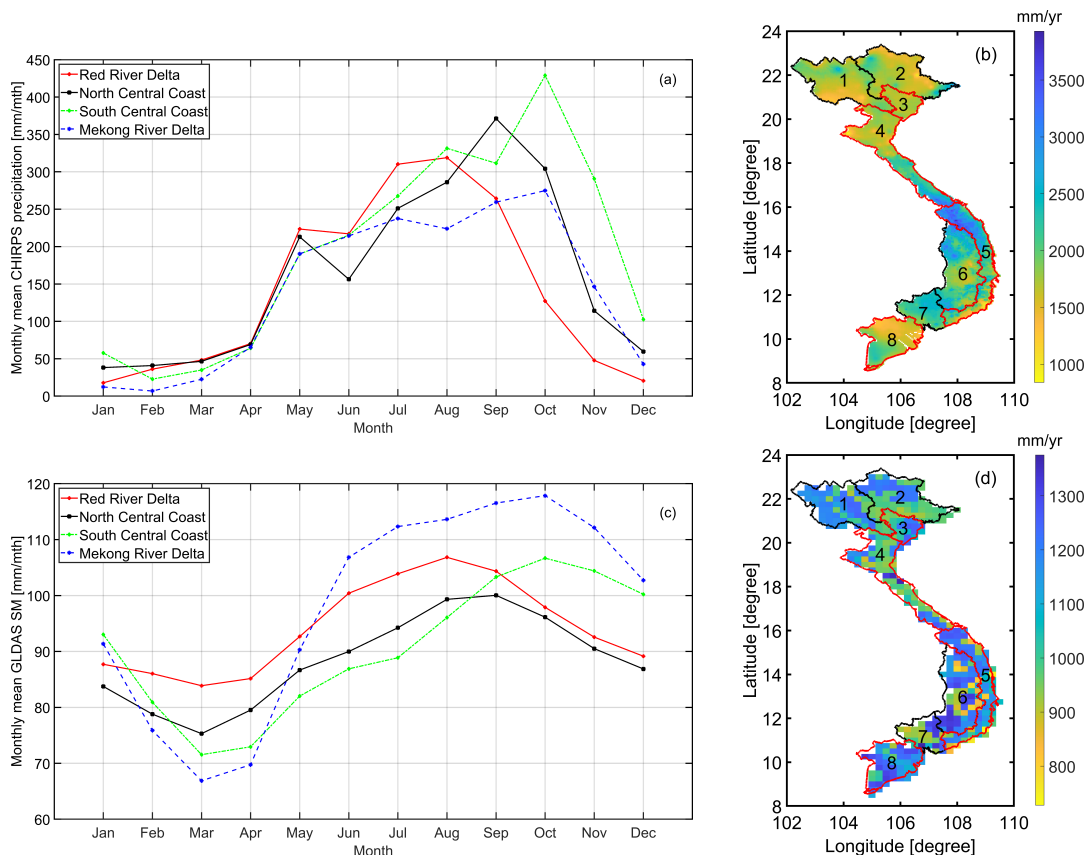 Monthly mean CHIRPS precipitation [mm/mth]
450
400
350
300
250
200
150
100
50
0
Red River Delta
North Central Coast
South Central Coast
Mekong River Delta
(a)
Jan Feb Mar Apr May Jun Jul Aug Sep Oct Nov Dec
Month
mm/yr
(b)
Latitude [degree]
24
22
20
18
16
14
12
10
8
1
2
3
4
5
6
7
8
102 104 106 108 110
Longitude [degree]
3500
3000
2500
2000
1500
1000
Monthly mean GLDAS SM [mm/mth]
120
110
100
90
80
70
60
Red River Delta
North Central Coast
South Central Coast
Mekong River Delta
(c)
Jan Feb Mar Apr May Jun Jul Aug Sep Oct Nov Dec
Month
mm/yr
(d)
Latitude [degree]
24
22
20
18
16
14
12
10
8
1
2
3
4
5
6
7
8
102 104 106 108 110
Longitude [degree]
1300
1200
1100
1000
900
800